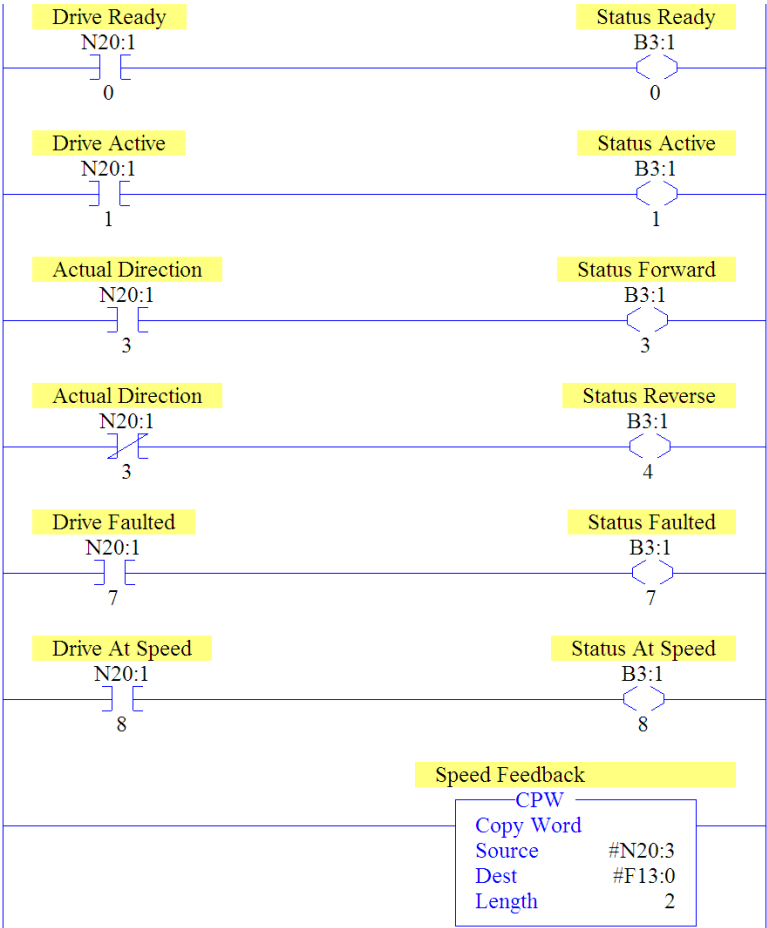 Drive Ready Status Ready
N20:1 B3:1
0 0
Drive Active Status Active
N20:1 B3:1
1 1
Actual Direction Status Forward
N20:1 B3:1
3 3
Actual Direction Status Reverse
N20:1 B3:1
3 4
Drive Faulted Status Faulted
N20:1 B3:1
7 7
Drive At Speed Status At Speed
N20:1 B3:1
8 8
Speed Feedback
CPW
Copy Word
Source #N20:3
Dest #F13:0
Length 2